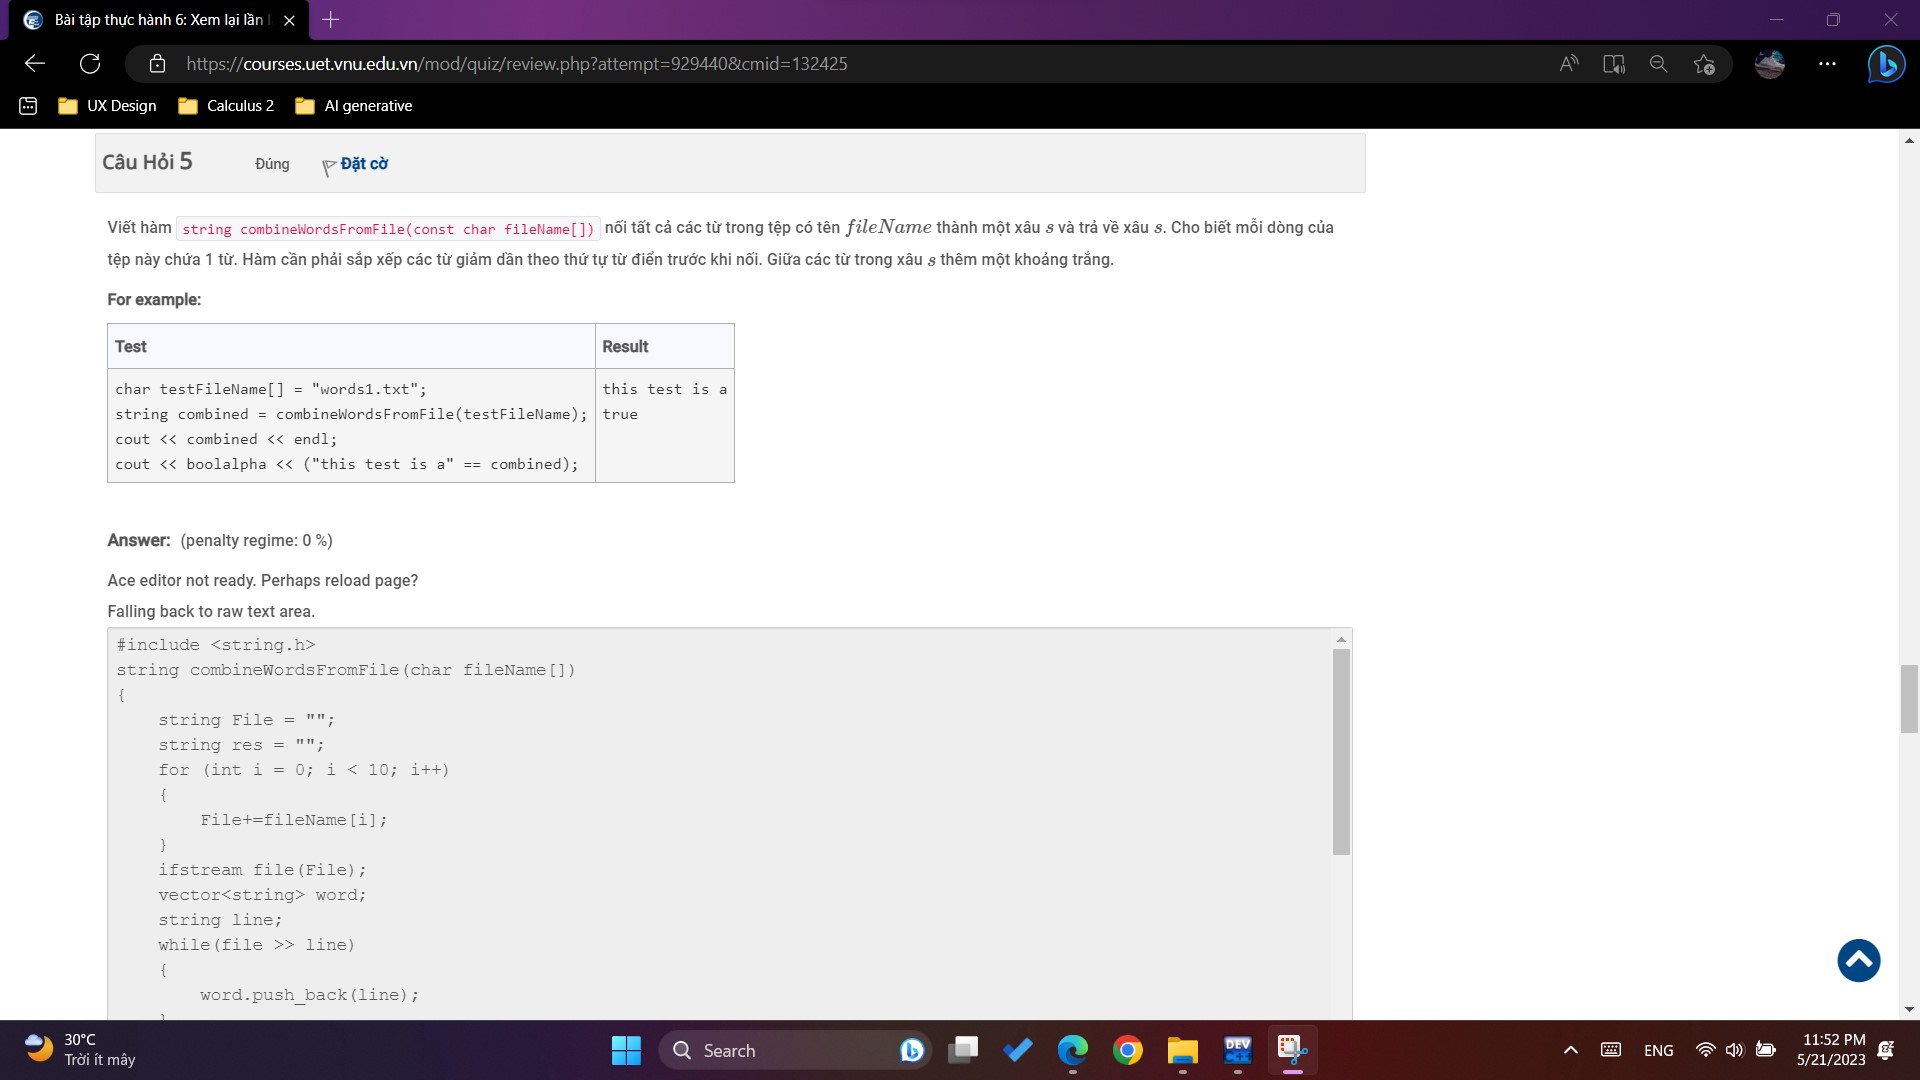 Bài tập thực hành 6: Xem lại lần
https://courses.uet.vnu.edu.vn/mod/quiz/review.php?attempt=929440&cmid=132425
UX Design Calculus 2 AI generative
Câu Hỏi 5 Đúng Đặt cờ
Viết hàm string combineWordsFromFile(const char fileName[]) nối tất cả các từ trong tệp có tên fileName thành một xâu s và trả về xâu s. Cho biết mỗi dòng của
tệp này chứa 1 từ. Hàm cần phải sắp xếp các từ giảm dần theo thứ tự từ điển trước khi nối. Giữa các từ trong xâu s thêm một khoảng trắng.
For example:
Test Result
char testFileName[] = "words1.txt"; this test is a
string combined = combineWordsFromFile(testFileName); true
cout << combined << endl;
cout << boolalpha << ("this test is a" == combined);
Answer: (penalty regime: 0 %)
Ace editor not ready. Perhaps reload page?
Falling back to raw text area.
#include <string.h>
string combineWordsFromFile(char fileName[])
{
string File = "";
string res = "";
for (int i = 0; i < 10; i++)
{
File+=fileName[i];
}
ifstream file(File);
vector<string> word;
string line;
while(file >> line)
{
word.push_back(line);
}
30°C
Trời ít mây
Search
DEV
ENG
11:52 PM
5/21/2023